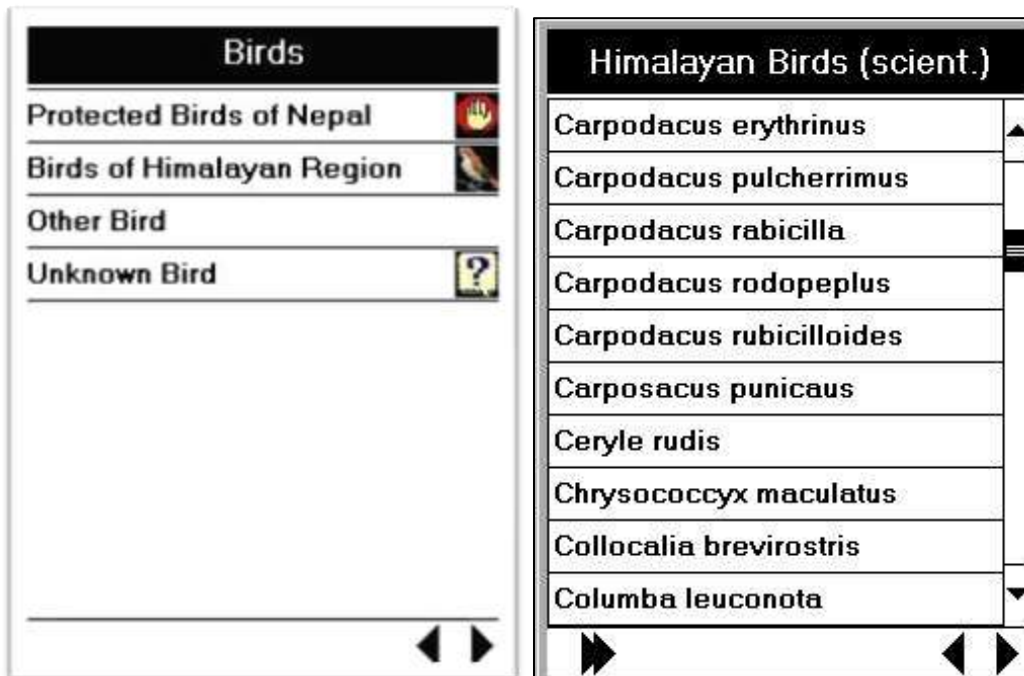 Birds
Protected Birds of Nepal
Birds of Himalayan Region
Other Bird
Unknown Bird
?
Himalayan Birds (scient.)
Carpodacus erythrinus
Carpodacus pulcherrimus
Carpodacus rabicilla
Carpodacus rodopeplus
Carpodacus rubicilloides
Carposacus punicaus
Ceryle rudis
Chrysococcyx maculatus
Collocalia brevirostris
Columba leuconota